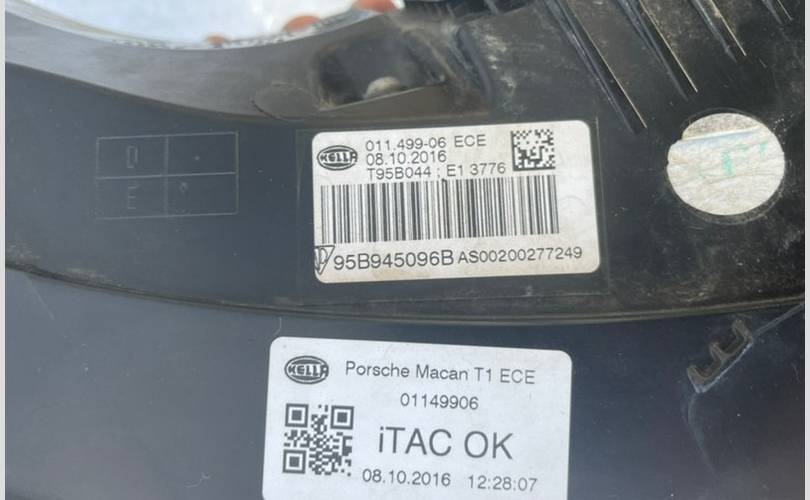 HELLA
011.499-06 ECE
08.10.2016
T95B044 ; E1 3776
95B945096B AS00200277249
D
E
HELLA
Porsche Macan T1 ECE
01149906
iTAC OK
08.10.2016 12:28:07